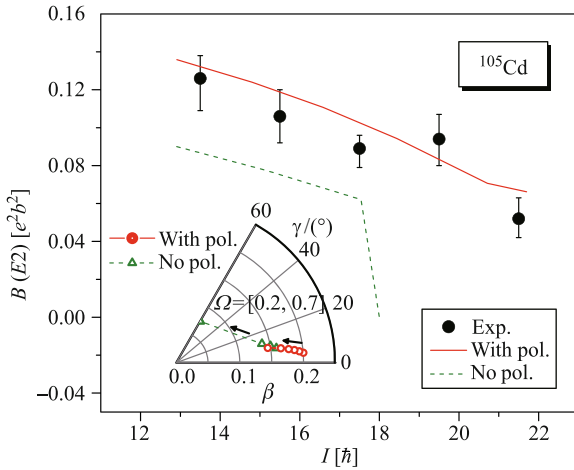 0.16
0.12
0.08
0.04
0.00
−0.04
B (E2) [e²b²]
¹⁰⁵Cd
60
γ/(°)
With pol.
40
No pol.
Ω=[0.2, 0.7]
20
0
0.0
0.1
0.2
β
Exp.
With pol.
No pol.
12
14
16
18
20
22
I [ħ]